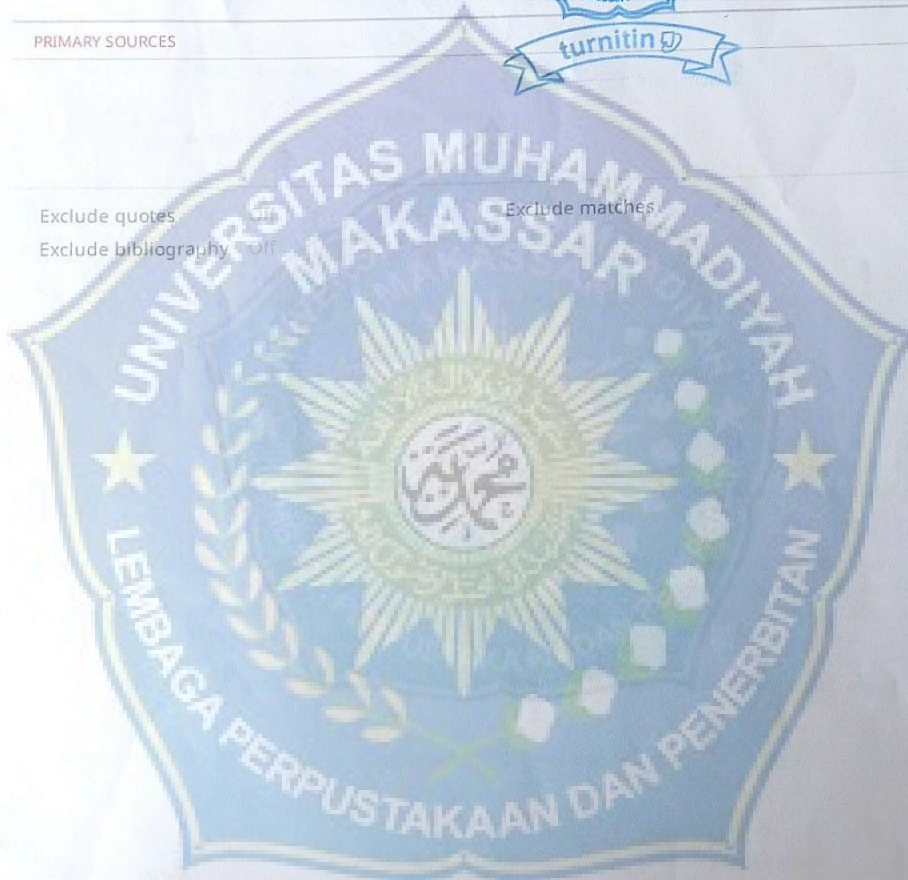 turnitin
PRIMARY SOURCES
UNIVERSITAS MUHAMMADIYAH
MAKASSAR
Exclude quotes
Exclude matches
Exclude bibliography Off
LEMBAGA PERPUSTAKAAN DAN PENERBITAN